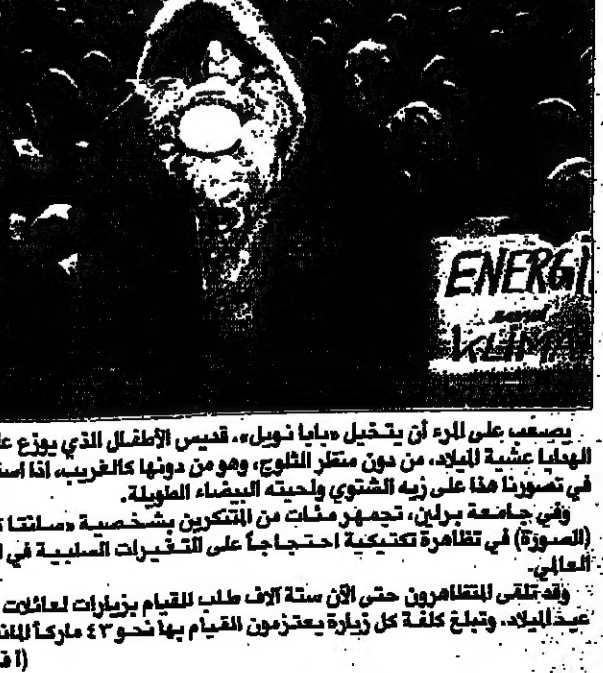 ENERGI
und
KLIMA
يصعب على المرء أن يتخيل «بابا نويل»، قديس الأطفال الذي يوزع
الهدايا عشية الميلاد، من دون منظر الثلوج، وهو من دونها كالغريب، اذا
في تصورنا هذا على زيه الشتوي ولحيته البيضاء الطويلة.
وفي جامعة برلين، تجمهر مئات من المتنكرين بشخصية «سانتا
(الصورة) في تظاهرة تكتيكية احتجاجاً على التغيرات السلبية في
العالمي.
وقد تلقى المتظاهرون حتى الآن ستة آلاف طلب للقيام بزيارات لعائلات
عيد الميلاد. وتبلغ كلفة كل زيارة يعتزمون القيام بها نحو ٤٣ ماركاً